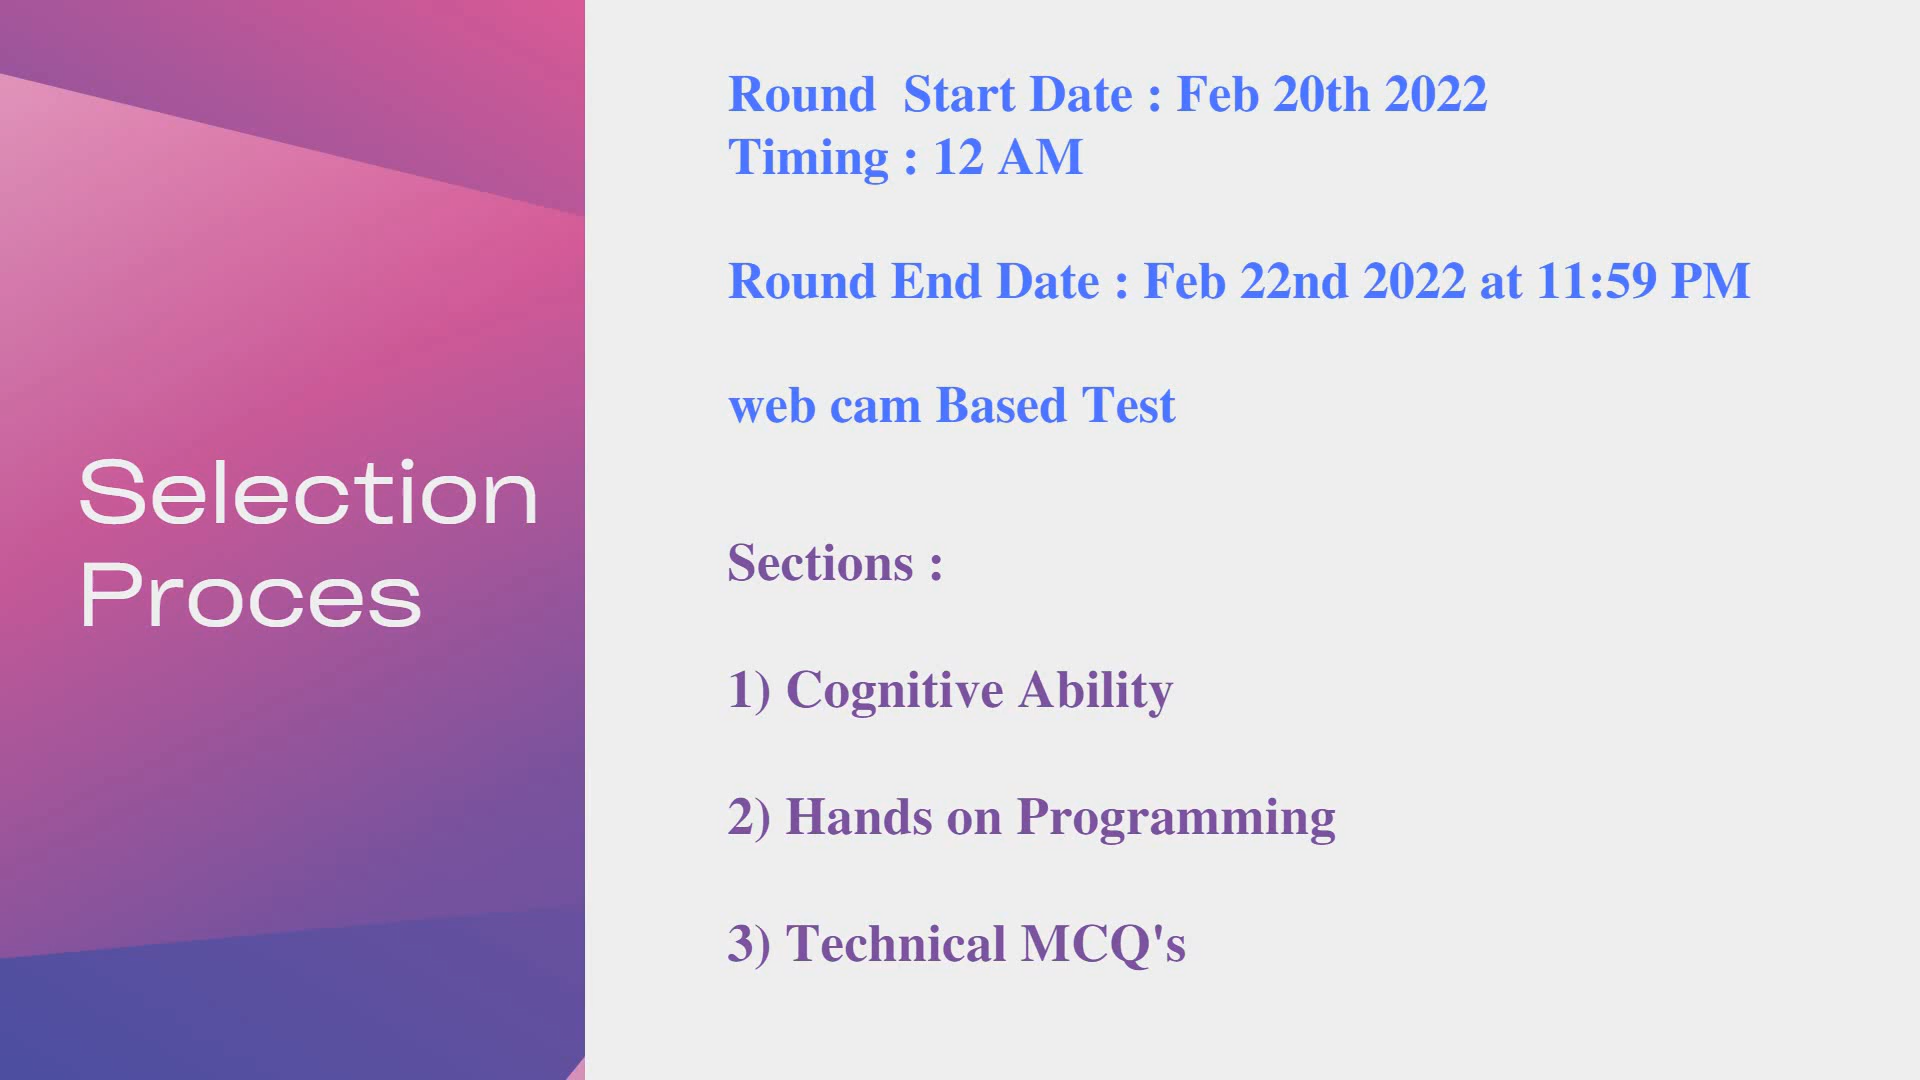 Selection
Proces
Round  Start Date : Feb 20th 2022
Timing : 12 AM
Round End Date : Feb 22nd 2022 at 11:59 PM
web cam Based Test
Sections :
1) Cognitive Ability
2) Hands on Programming
3) Technical MCQ's